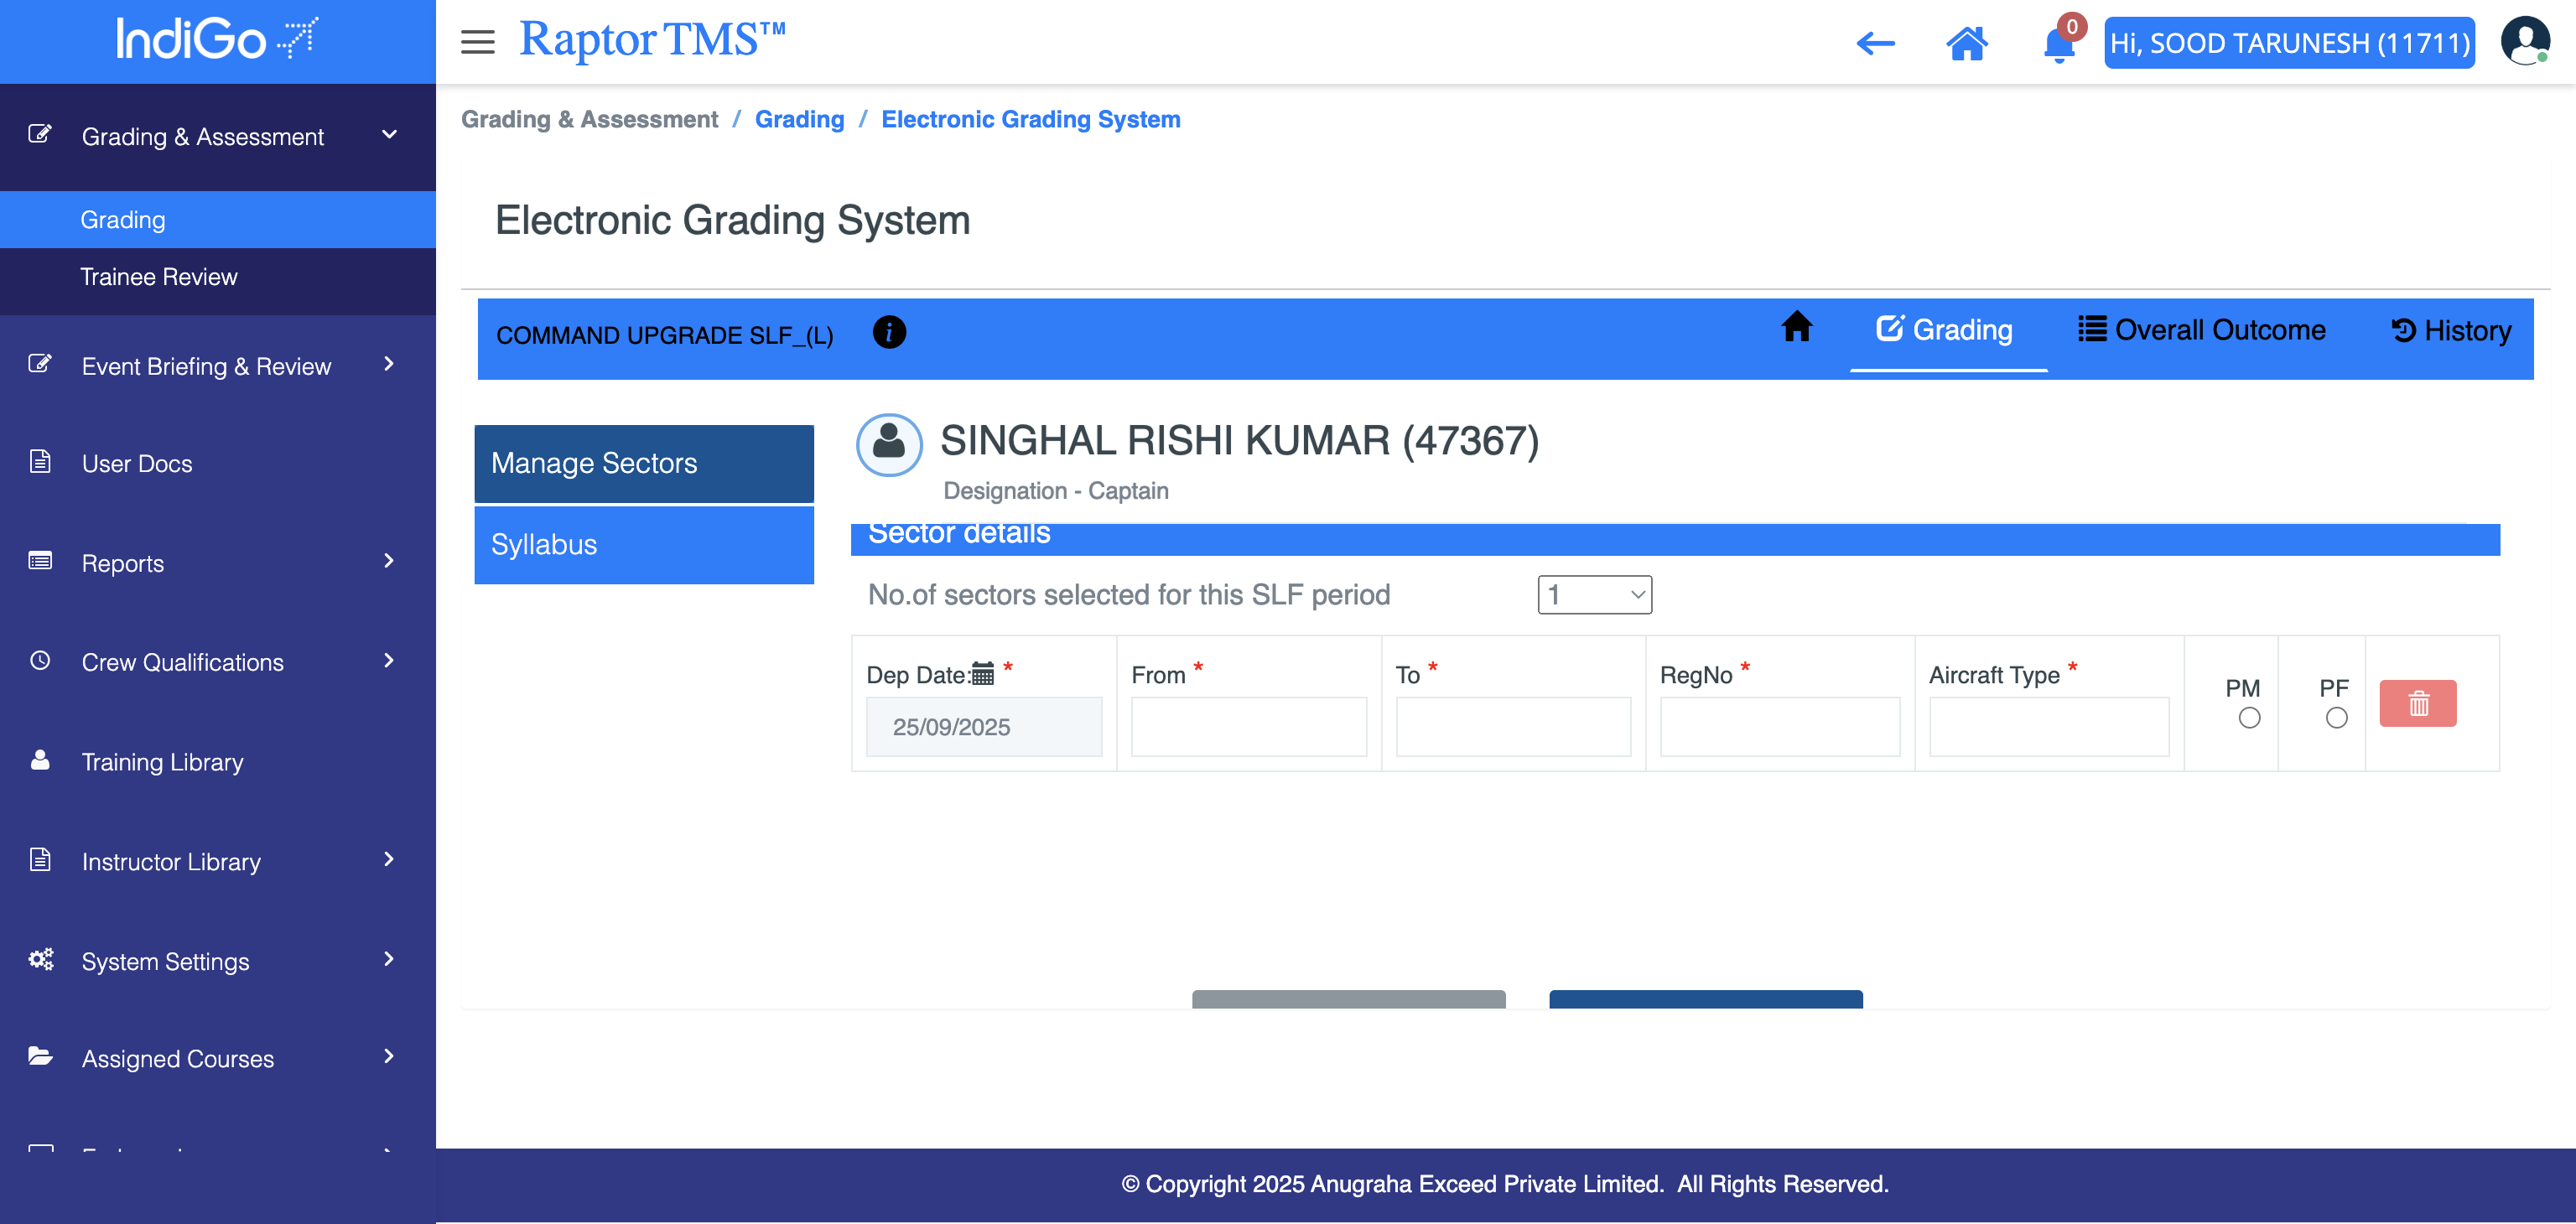 IndiGo
Raptor TMS™
0
Hi, SOOD TARUNESH (11711)
Grading & Assessment
Grading
Trainee Review
Event Briefing & Review
User Docs
Reports
Crew Qualifications
Training Library
Instructor Library
System Settings
Assigned Courses
Grading & Assessment / Grading / Electronic Grading System
Electronic Grading System
COMMAND UPGRADE SLF_(L)
Grading
Overall Outcome
History
Manage Sectors
Syllabus
SINGHAL RISHI KUMAR (47367)
Designation - Captain
Sector details
No.of sectors selected for this SLF period
1
Dep Date: * From * To * RegNo * Aircraft Type * PM PF
25/09/2025
© Copyright 2025 Anugraha Exceed Private Limited. All Rights Reserved.